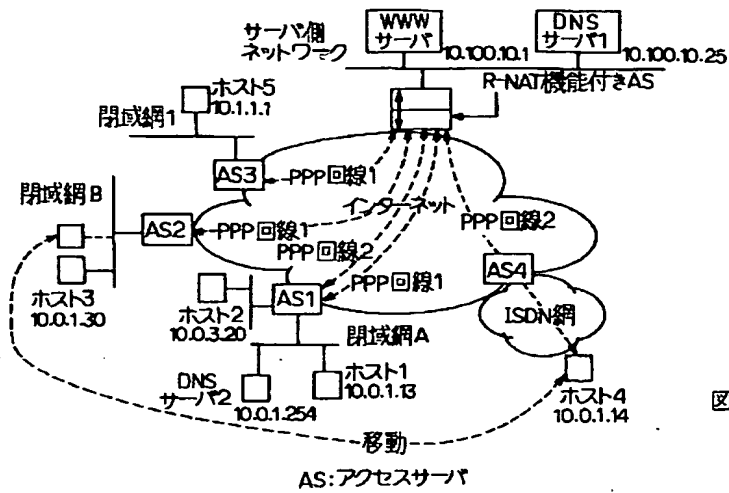 サーバ側
ネットワーク
WWW
サーバ
10.100.10.1
DNS
サーバ1
10.100.10.25
R-NAT機能付きAS
ホスト5
10.1.1.1
閉域網1
AS3
PPP回線1
インターネット
閉域網B
AS2
PPP回線1
PPP回線2
PPP回線2
PPP回線1
AS4
ISDN網
ホスト3
10.0.1.30
ホスト2
10.0.3.20
AS1
閉域網A
DNS
サーバ2
10.0.1.254
ホスト1
10.0.1.13
ホスト4
10.0.1.14
移動
図
AS:アクセスサーバ